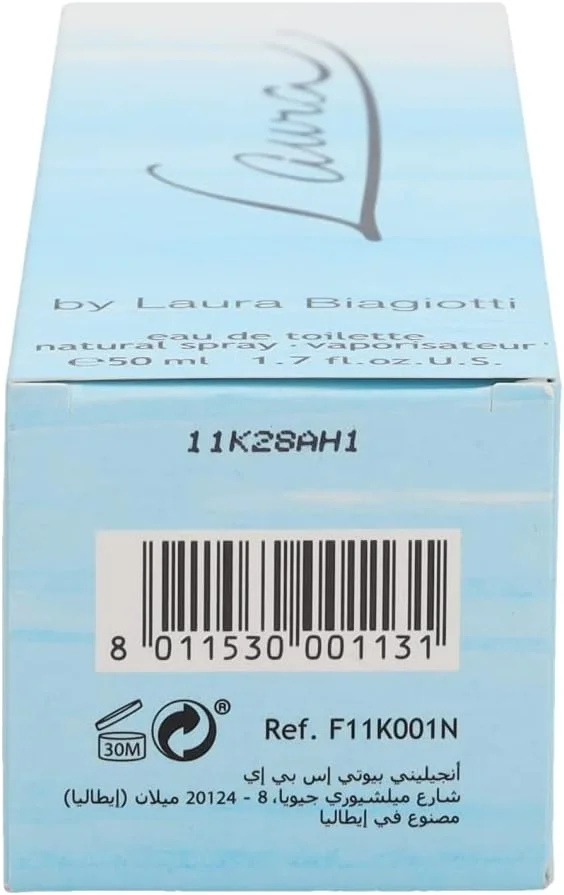 Laura
by Laura Biagiotti
eau de toilette
natural spray · vaporisateur
℮50 ml 1.7 fl.oz.U.S.
11K28AH1
8 011530 001131
30M ®
Ref. F11K001N
أنجيليني بيوتي إس بي إي
شارع ميلشيوري جيويا، 8 - 20124 ميلان (إيطاليا)
مصنوع في إيطاليا